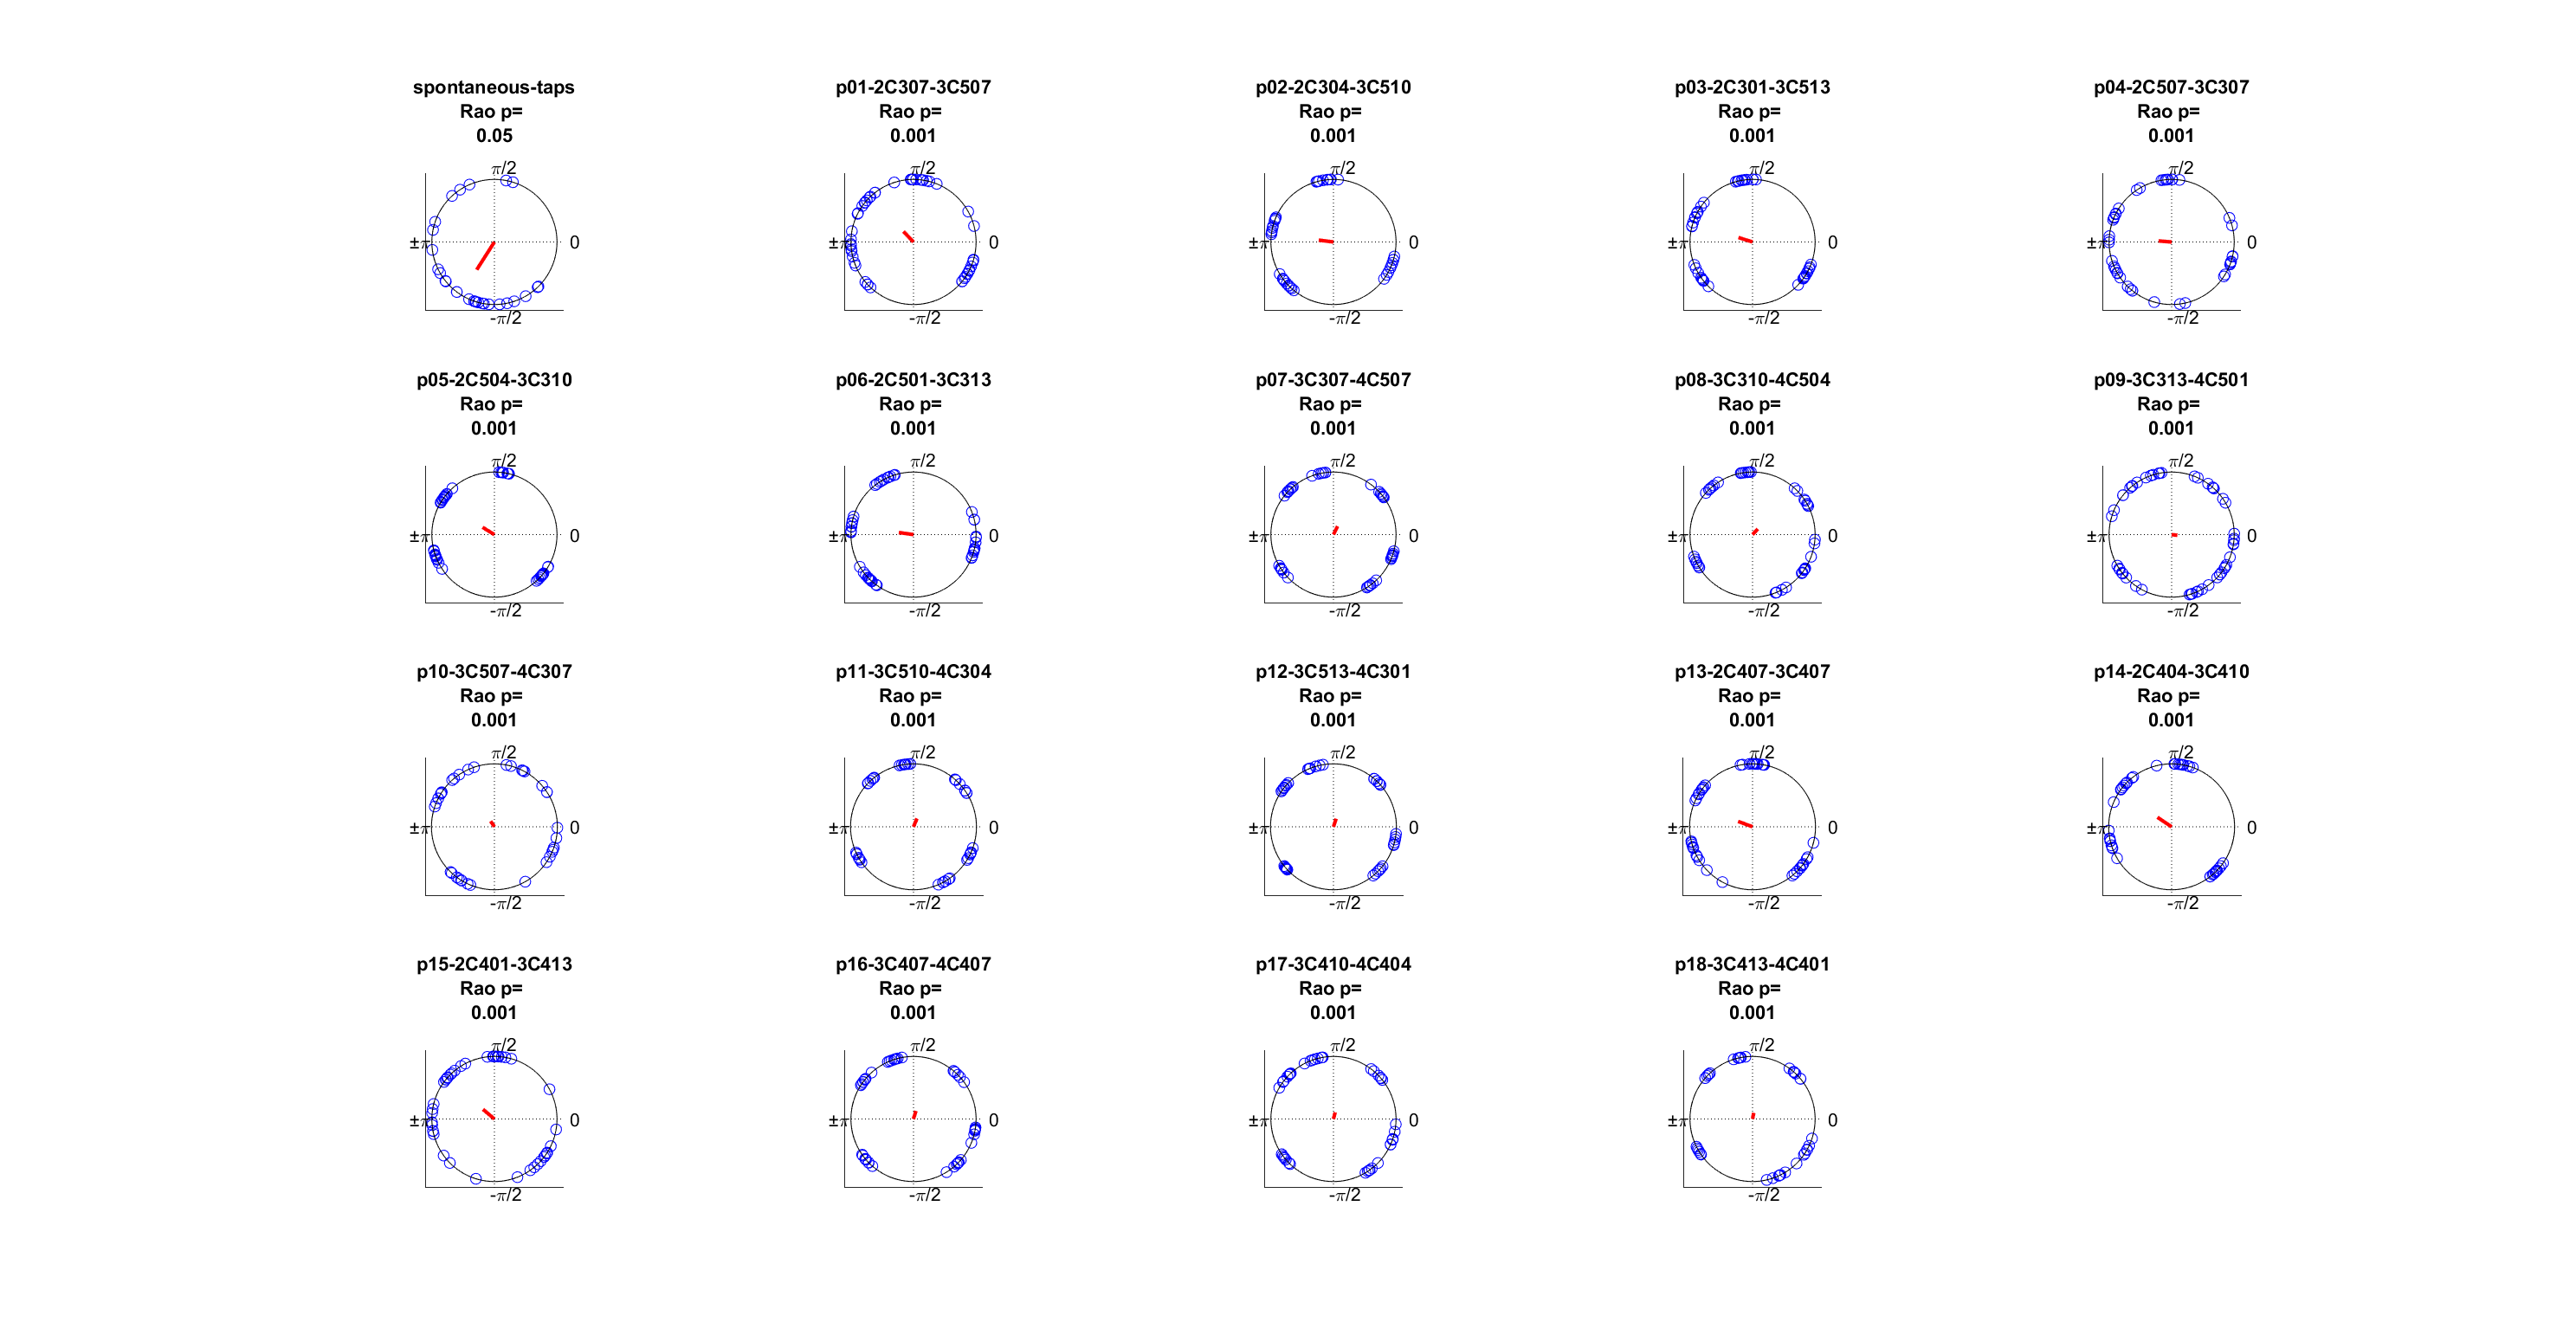 spontaneous-taps
Rao p=
0.05
π/2
±π
0
-π/2
p01-2C307-3C507
Rao p=
0.001
π/2
±π
0
-π/2
p02-2C304-3C510
Rao p=
0.001
π/2
±π
0
-π/2
p03-2C301-3C513
Rao p=
0.001
π/2
±π
0
-π/2
p04-2C507-3C307
Rao p=
0.001
π/2
±π
0
-π/2
p05-2C504-3C310
Rao p=
0.001
π/2
±π
0
-π/2
p06-2C501-3C313
Rao p=
0.001
π/2
±π
0
-π/2
p07-3C307-4C507
Rao p=
0.001
π/2
±π
0
-π/2
p08-3C310-4C504
Rao p=
0.001
π/2
±π
0
-π/2
p09-3C313-4C501
Rao p=
0.001
π/2
±π
0
-π/2
p10-3C507-4C307
Rao p=
0.001
π/2
±π
0
-π/2
p11-3C510-4C304
Rao p=
0.001
π/2
±π
0
-π/2
p12-3C513-4C301
Rao p=
0.001
π/2
±π
0
-π/2
p13-2C407-3C407
Rao p=
0.001
π/2
±π
0
-π/2
p14-2C404-3C410
Rao p=
0.001
π/2
±π
0
-π/2
p15-2C401-3C413
Rao p=
0.001
π/2
±π
0
-π/2
p16-3C407-4C407
Rao p=
0.001
π/2
±π
0
-π/2
p17-3C410-4C404
Rao p=
0.001
π/2
±π
0
-π/2
p18-3C413-4C401
Rao p=
0.001
π/2
±π
0
-π/2